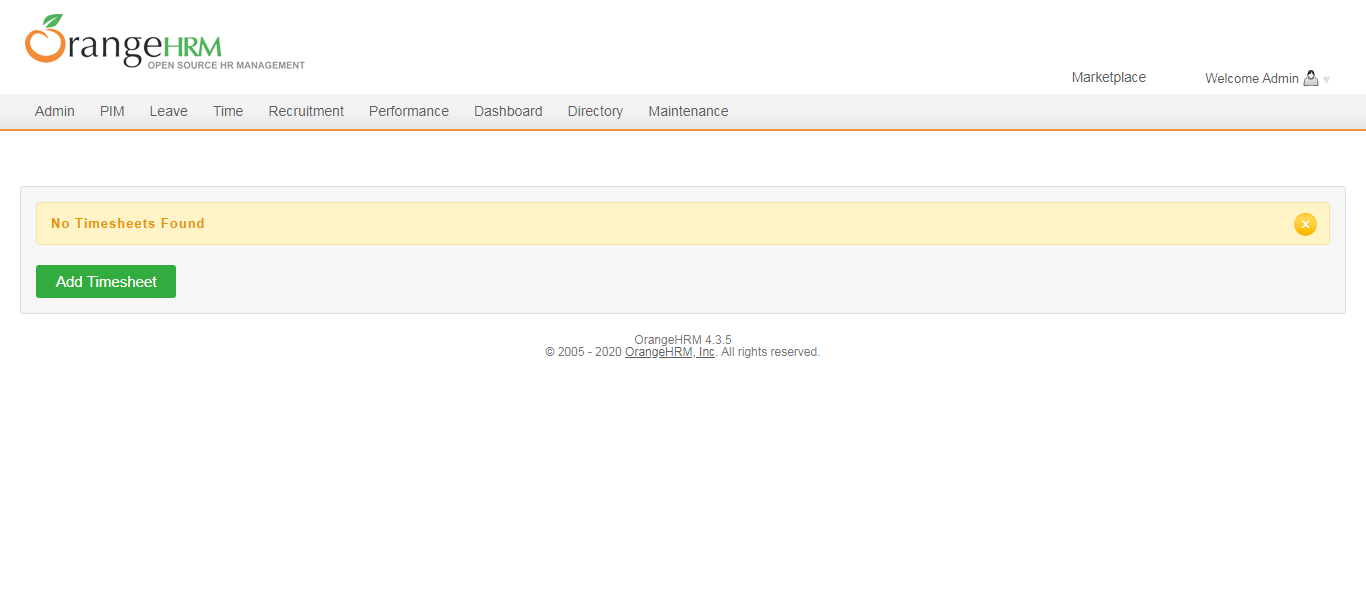 OrangeHRM
OPEN SOURCE HR MANAGEMENT
Marketplace Welcome Admin
Admin PIM Leave Time Recruitment Performance Dashboard Directory Maintenance
No Timesheets Found x
Add Timesheet
OrangeHRM 4.3.5
© 2005 - 2020 OrangeHRM, Inc. All rights reserved.